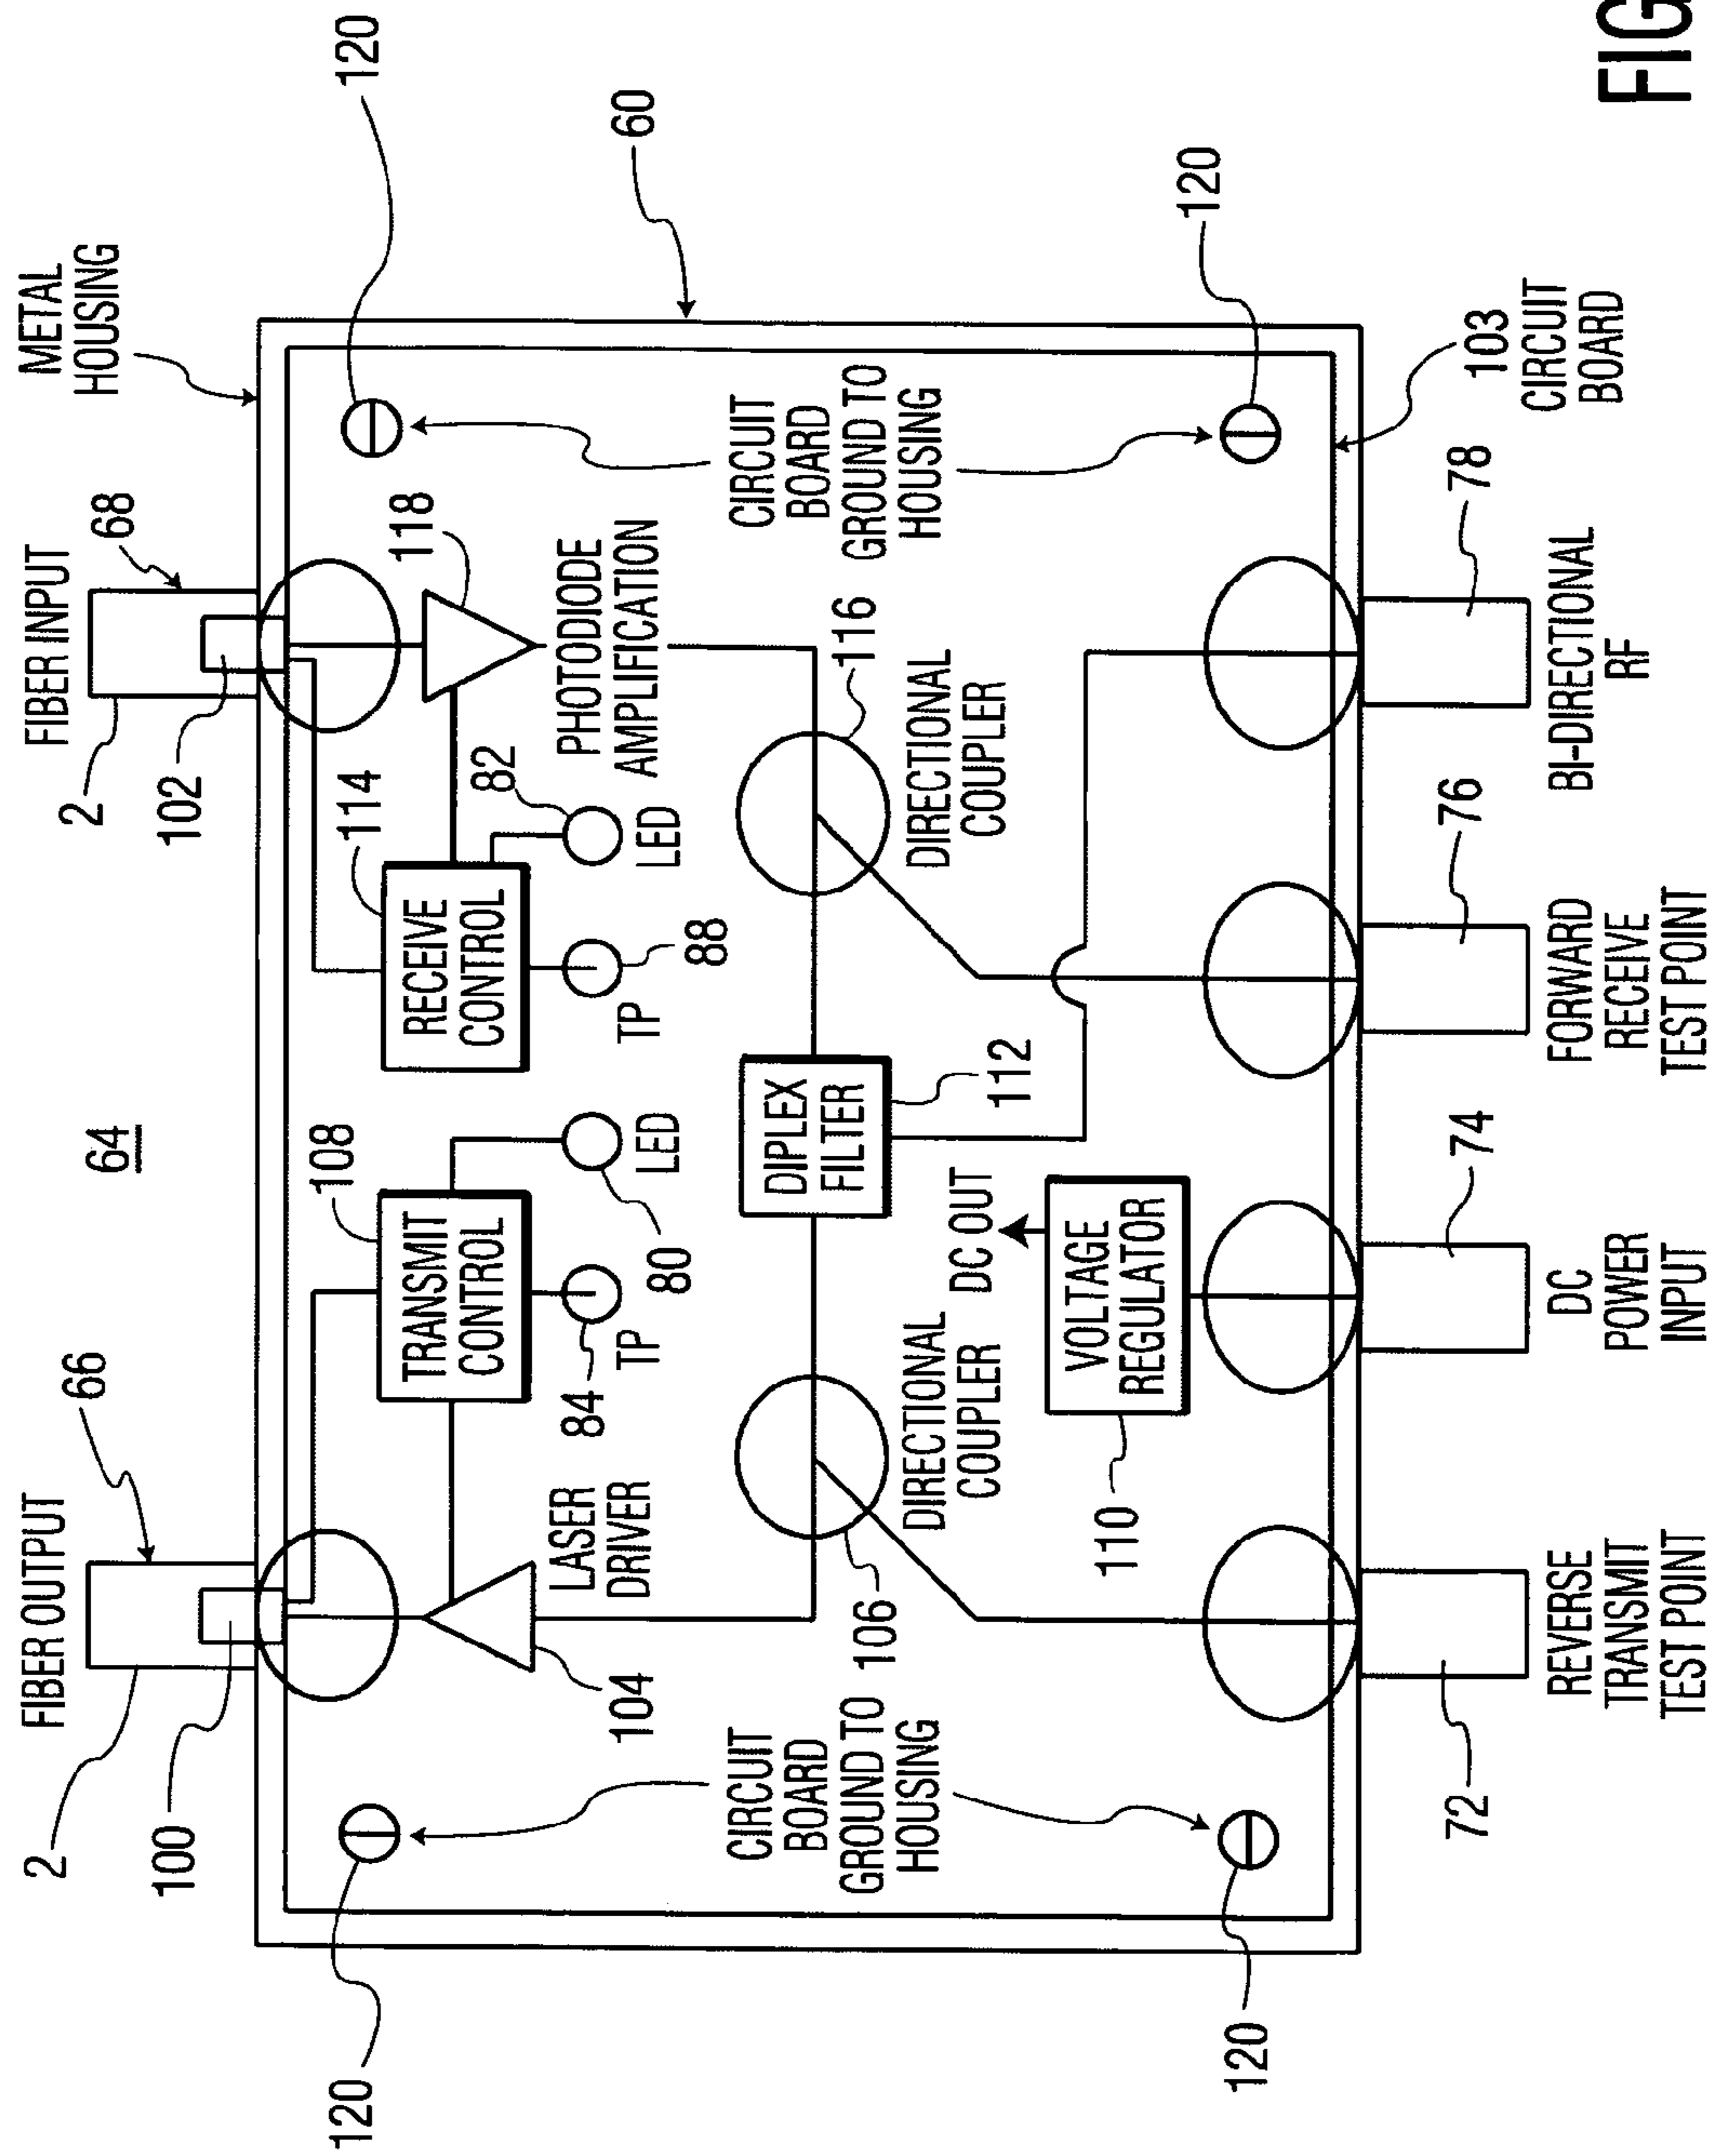 FIBER OUTPUT
66
2
100
64
FIBER INPUT
68
2
102
METAL
HOUSING
120
120
60
108
TRANSMIT
CONTROL
84
TP
80
LED
114
RECEIVE
CONTROL
88
TP
82
LED
118
PHOTODIODE
AMPLIFICATION
LASER
DRIVER
104
CIRCUIT
BOARD
GROUND TO
HOUSING
CIRCUIT
BOARD
GROUND TO
HOUSING
106
DIRECTIONAL
COUPLER
DIPLEX
FILTER
112
116
DIRECTIONAL
COUPLER
DC OUT
VOLTAGE
REGULATOR
110
120
120
103
CIRCUIT
BOARD
72
REVERSE
TRANSMIT
TEST POINT
74
DC
POWER
INPUT
76
FORWARD
RECEIVE
TEST POINT
78
BI-DIRECTIONAL
RF
FIG